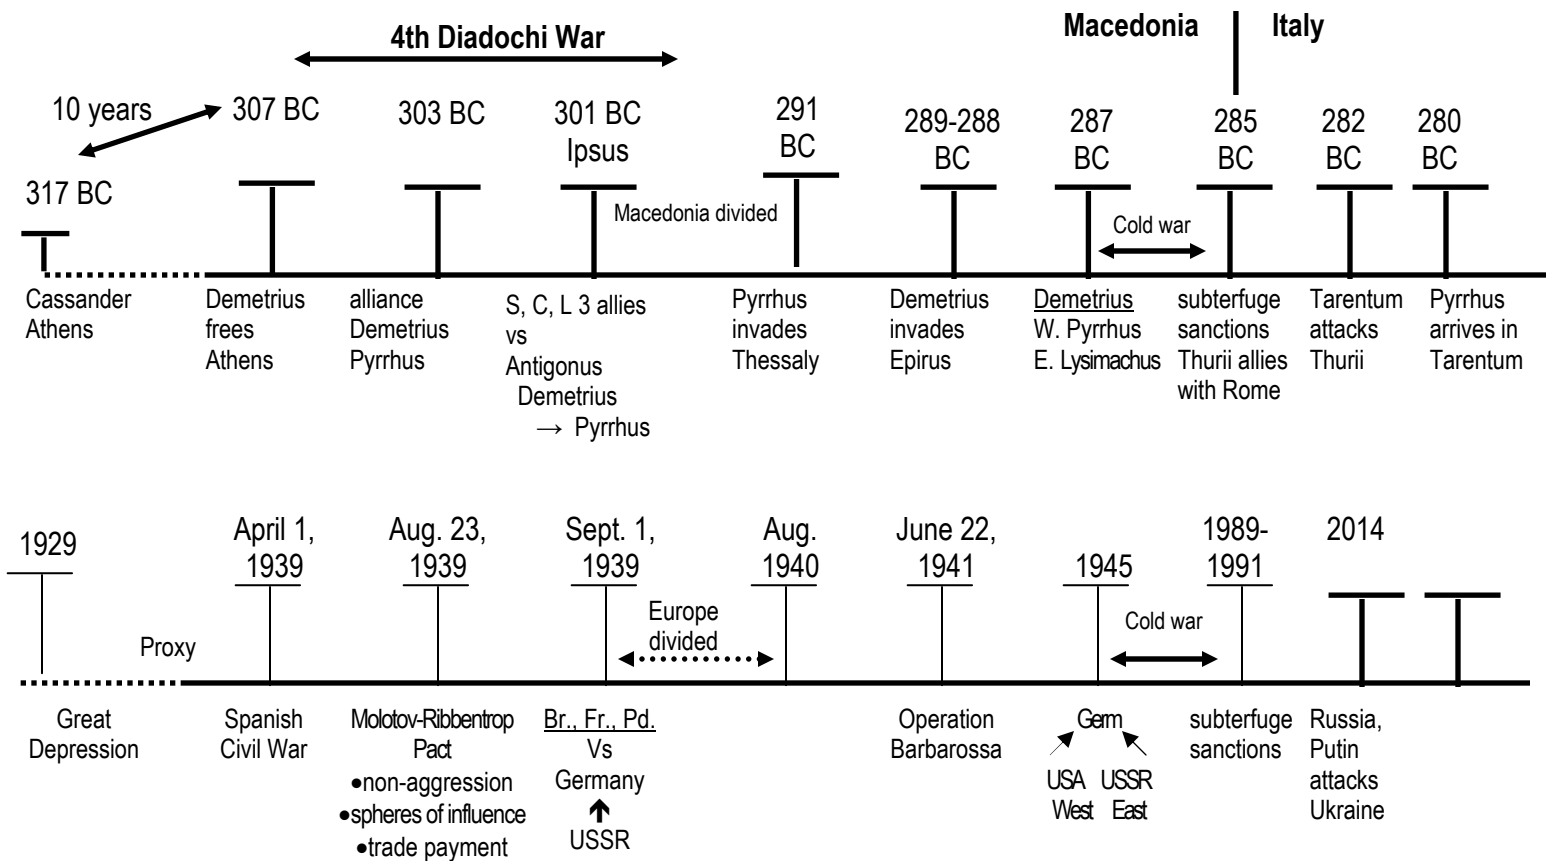 4th Diadochi War
Macedonia
Italy
10 years
317 BC
307 BC
303 BC
301 BC
Ipsus
Macedonia divided
291
BC
289-288
BC
287
BC
Cold war
285
BC
282
BC
280
BC
Cassander
Athens
Demetrius
frees
Athens
alliance
Demetrius
Pyrrhus
S, C, L 3 allies
vs
Antigonus
Demetrius
→ Pyrrhus
Pyrrhus
invades
Thessaly
Demetrius
invades
Epirus
Demetrius
W. Pyrrhus
E. Lysimachus
subterfuge
sanctions
Thurii allies
with Rome
Tarentum
attacks
Thurii
Pyrrhus
arrives in
Tarentum
1929
Proxy
April 1,
1939
Aug. 23,
1939
Sept. 1,
1939
Europe
divided
Aug.
1940
June 22,
1941
1945
Cold war
1989-
1991
2014
Great
Depression
Spanish
Civil War
Molotov-Ribbentrop
Pact
•non-aggression
•spheres of influence
•trade payment
Br., Fr., Pd.
Vs
Germany
USSR
Operation
Barbarossa
Germ
USA USSR
West East
subterfuge
sanctions
Russia,
Putin
attacks
Ukraine